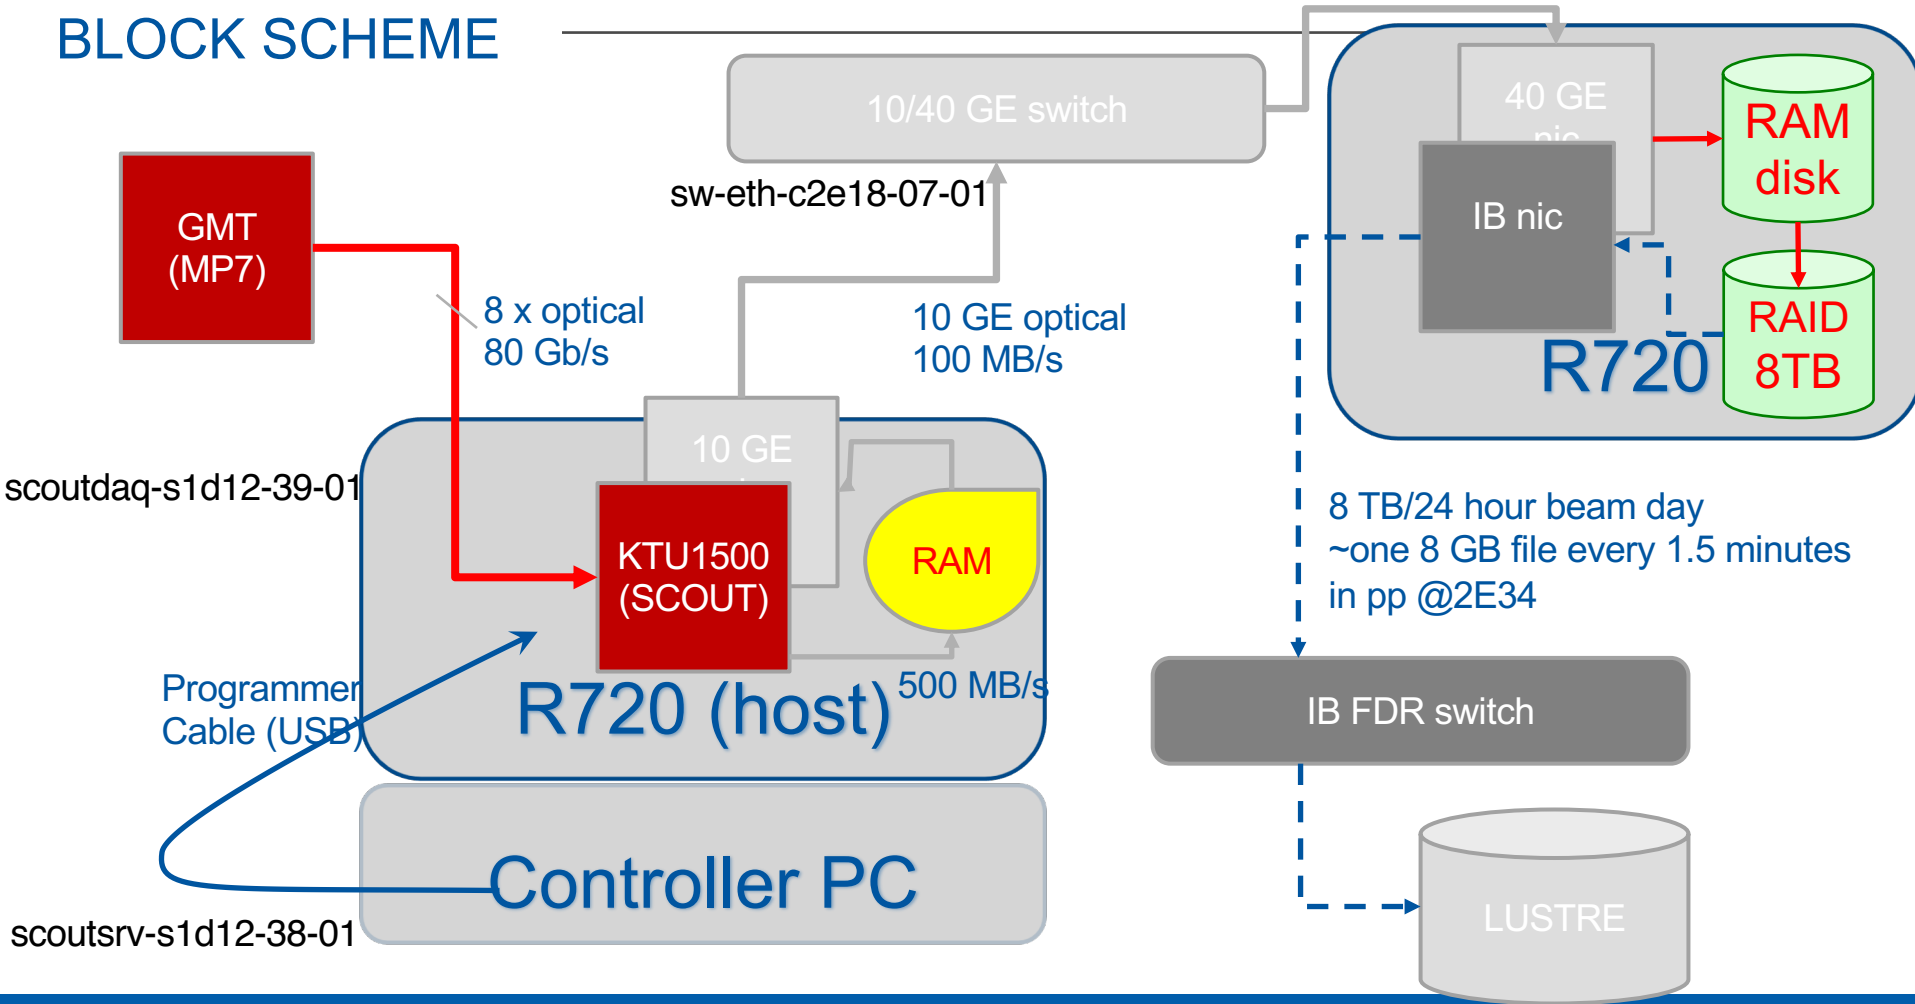 BLOCK SCHEME
10/40 GE switch
40 GE
nic
RAM
disk
sw-eth-c2e18-07-01
GMT
(MP7)
IB nic
8 x optical
80 Gb/s
10 GE optical
100 MB/s
RAID
8TB
R720
10 GE
scoutdaq-s1d12-39-01
KTU1500
(SCOUT)
RAM
8 TB/24 hour beam day
~one 8 GB file every 1.5 minutes
in pp @2E34
Programmer
Cable (USB)
R720 (host)
500 MB/s
IB FDR switch
Controller PC
LUSTRE
scoutsrv-s1d12-38-01